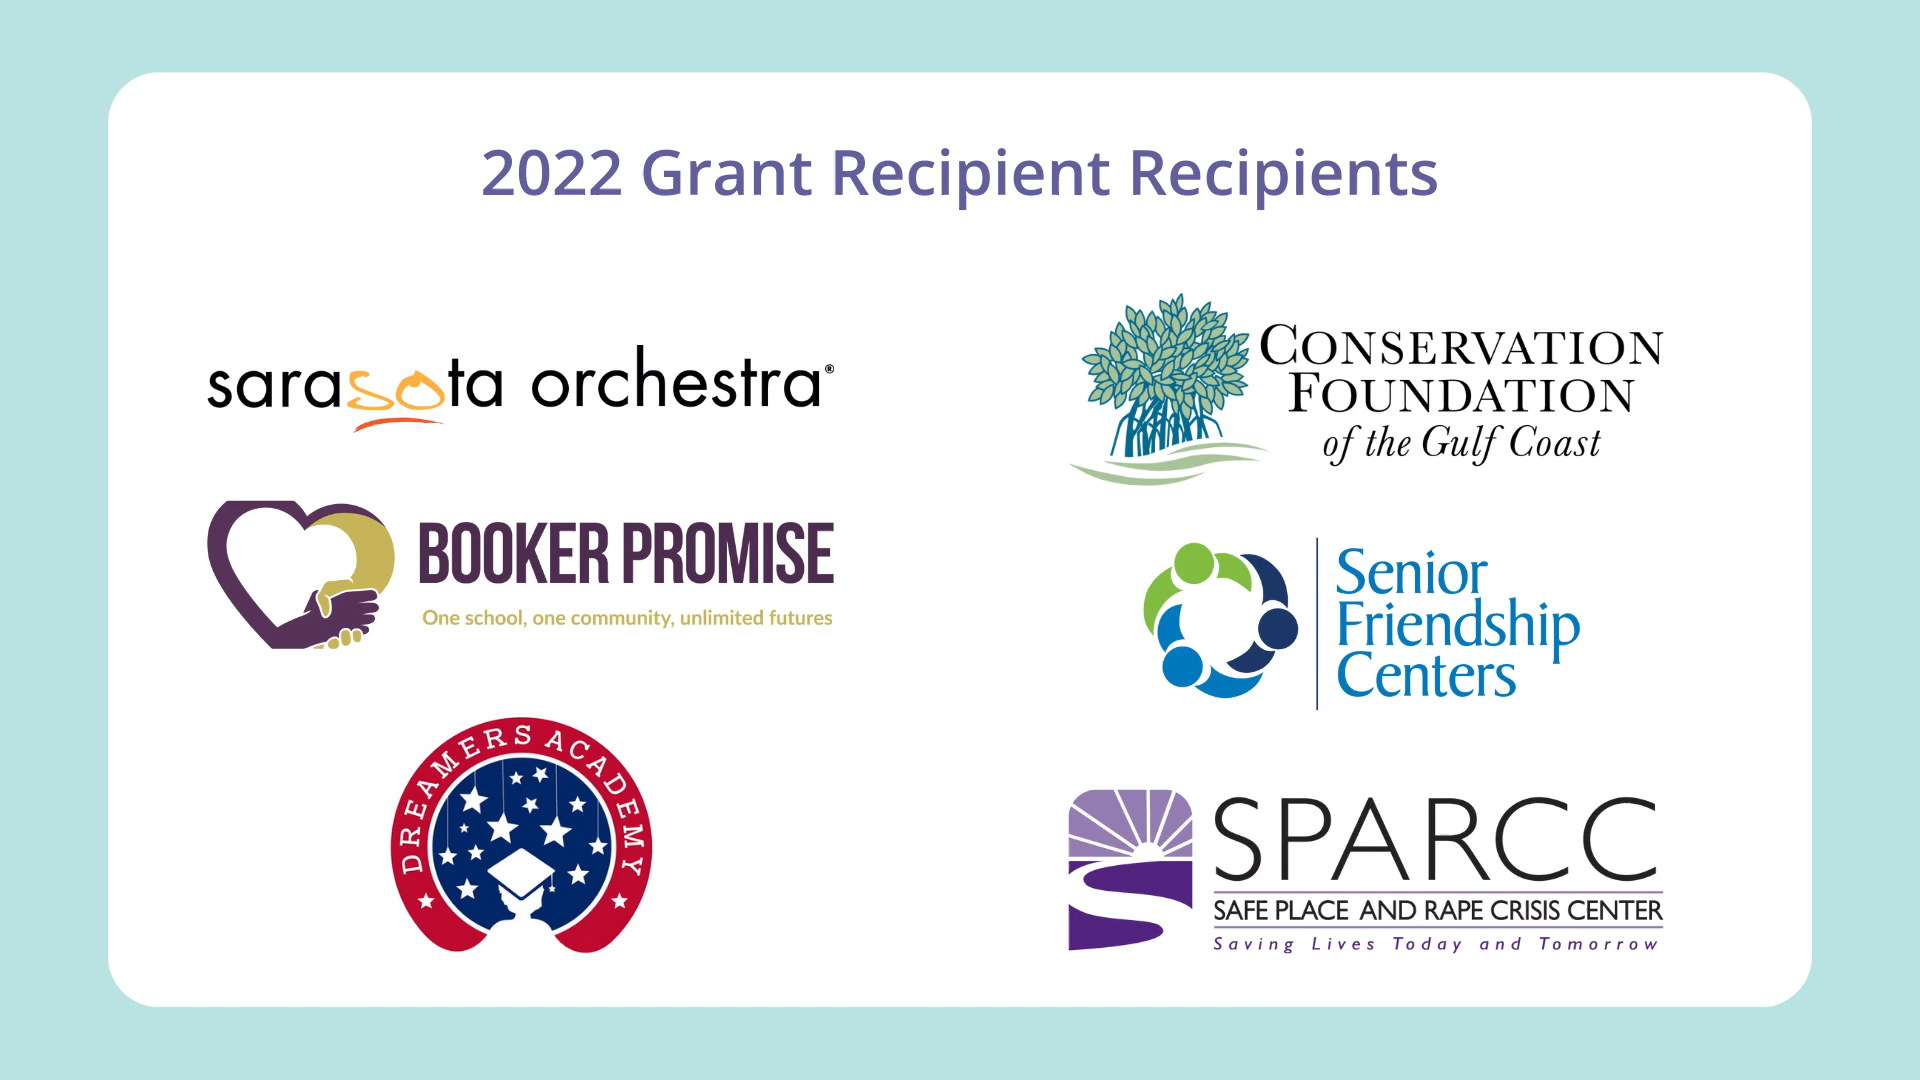 2022 Grant Recipient Recipients
sarasota orchestra®
CONSERVATION
FOUNDATION
of the Gulf Coast
BOOKER PROMISE
One school, one community, unlimited futures
Senior
Friendship
Centers
DREAMERS ACADEMY
SPARCC
SAFE PLACE AND RAPE CRISIS CENTER
Saving Lives Today and Tomorrow